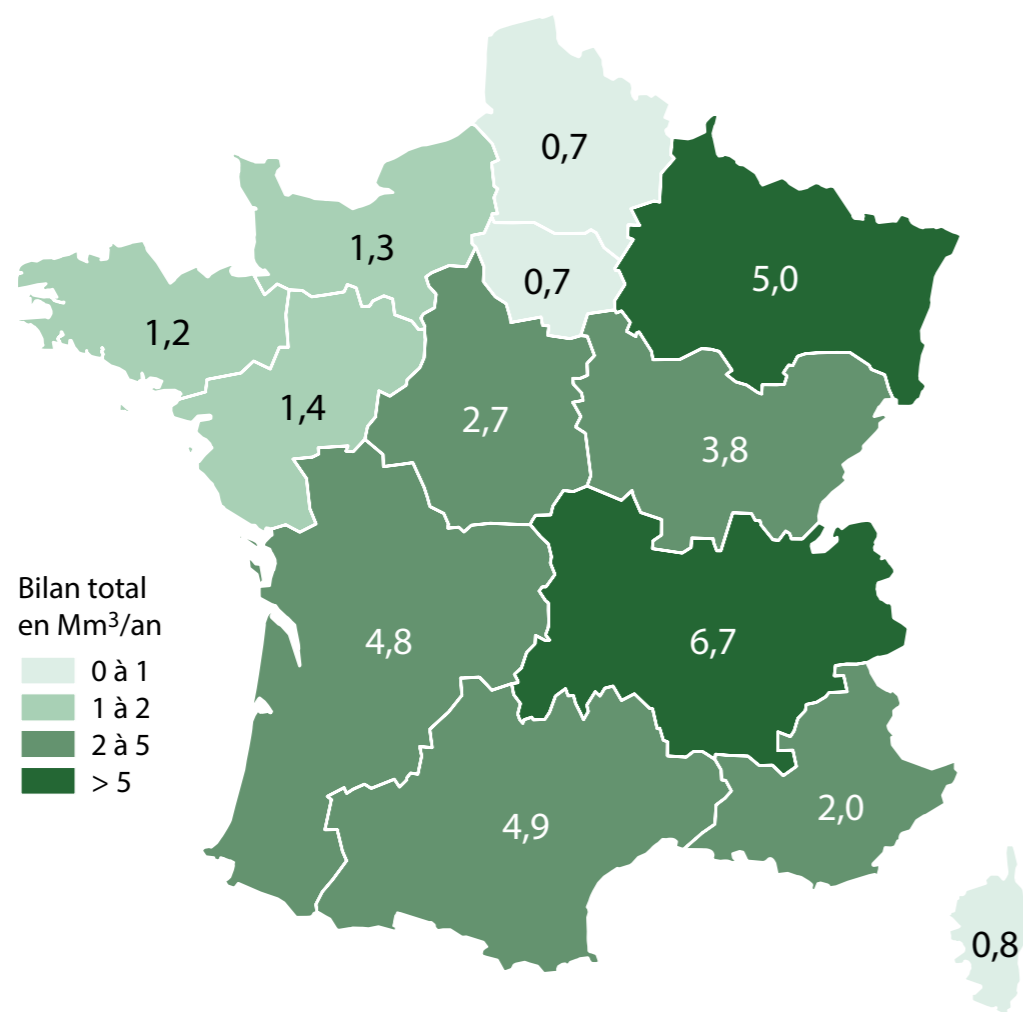 0,7
1,3
0,7
5,0
1,2
1,4
2,7
3,8
Bilan total
en Mm³/an
0 à 1
1 à 2
2 à 5
> 5
4,8
6,7
4,9
2,0
0,8